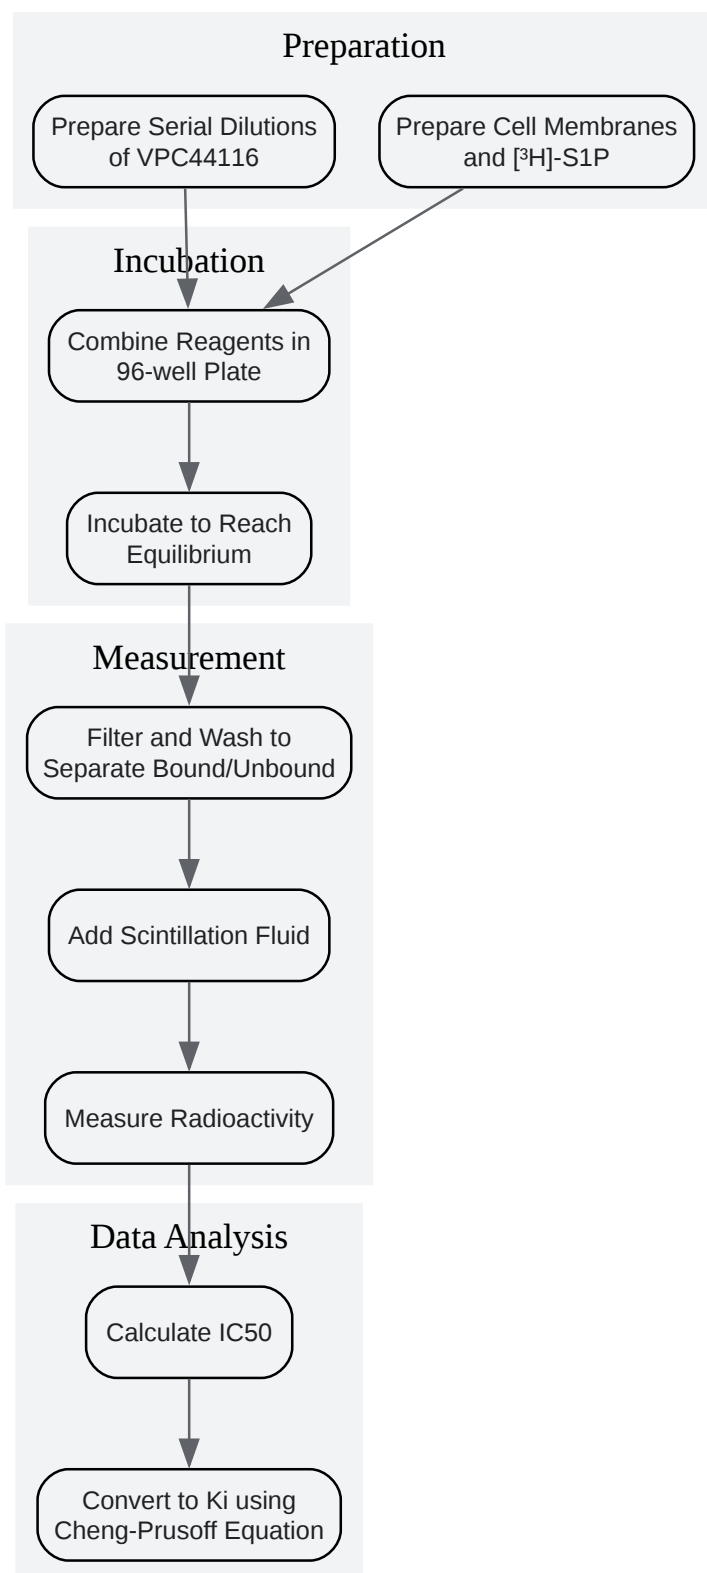 Preparation
Prepare Serial Dilutions
of VPC44116
Prepare Cell Membranes
and [³H]-S1P
Incubation
Combine Reagents in
96-well Plate
Incubate to Reach
Equilibrium
Measurement
Filter and Wash to
Separate Bound/Unbound
Add Scintillation Fluid
Measure Radioactivity
Data Analysis
Calculate IC50
Convert to Ki using
Cheng-Prusoff Equation